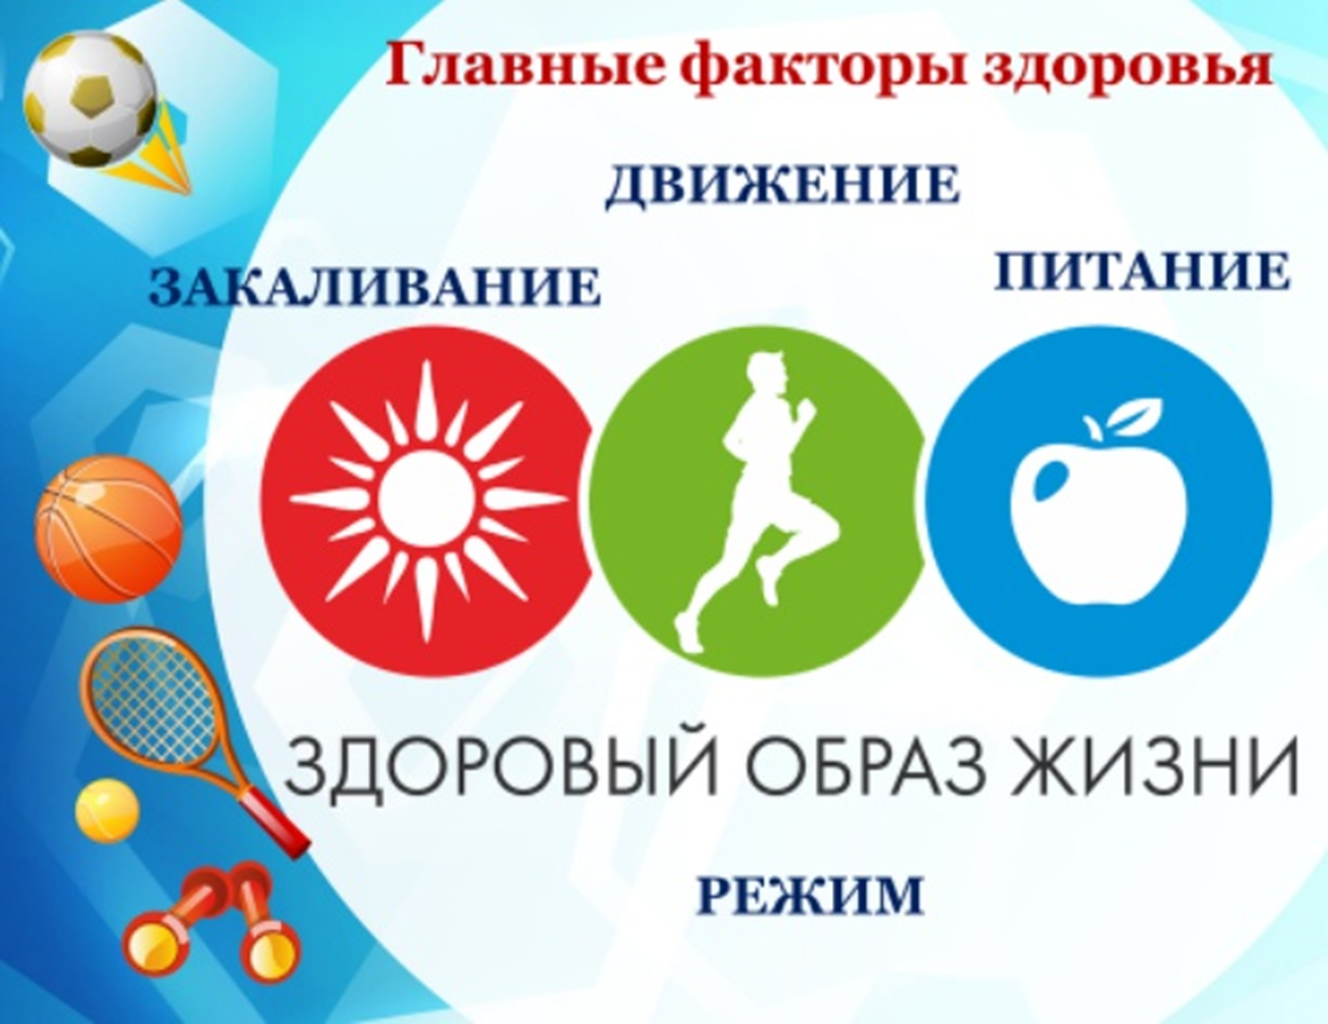 Главные факторы здоровья
ДВИЖЕНИЕ
ПИТАНИЕ
ЗАКАЛИВАНИЕ
ЗДОРОВЫЙ ОБРАЗ ЖИЗНИ
РЕЖИМ